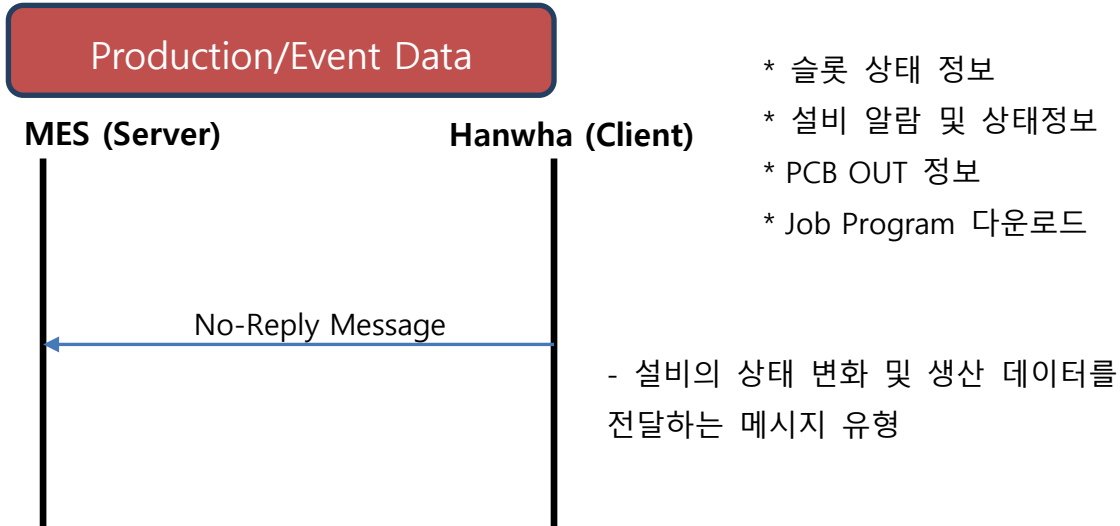 Production/Event Data
MES (Server)
Hanwha (Client)
* 슬롯 상태 정보
* 설비 알람 및 상태정보
* PCB OUT 정보
* Job Program 다운로드
No-Reply Message
- 설비의 상태 변화 및 생산 데이터를
전달하는 메시지 유형